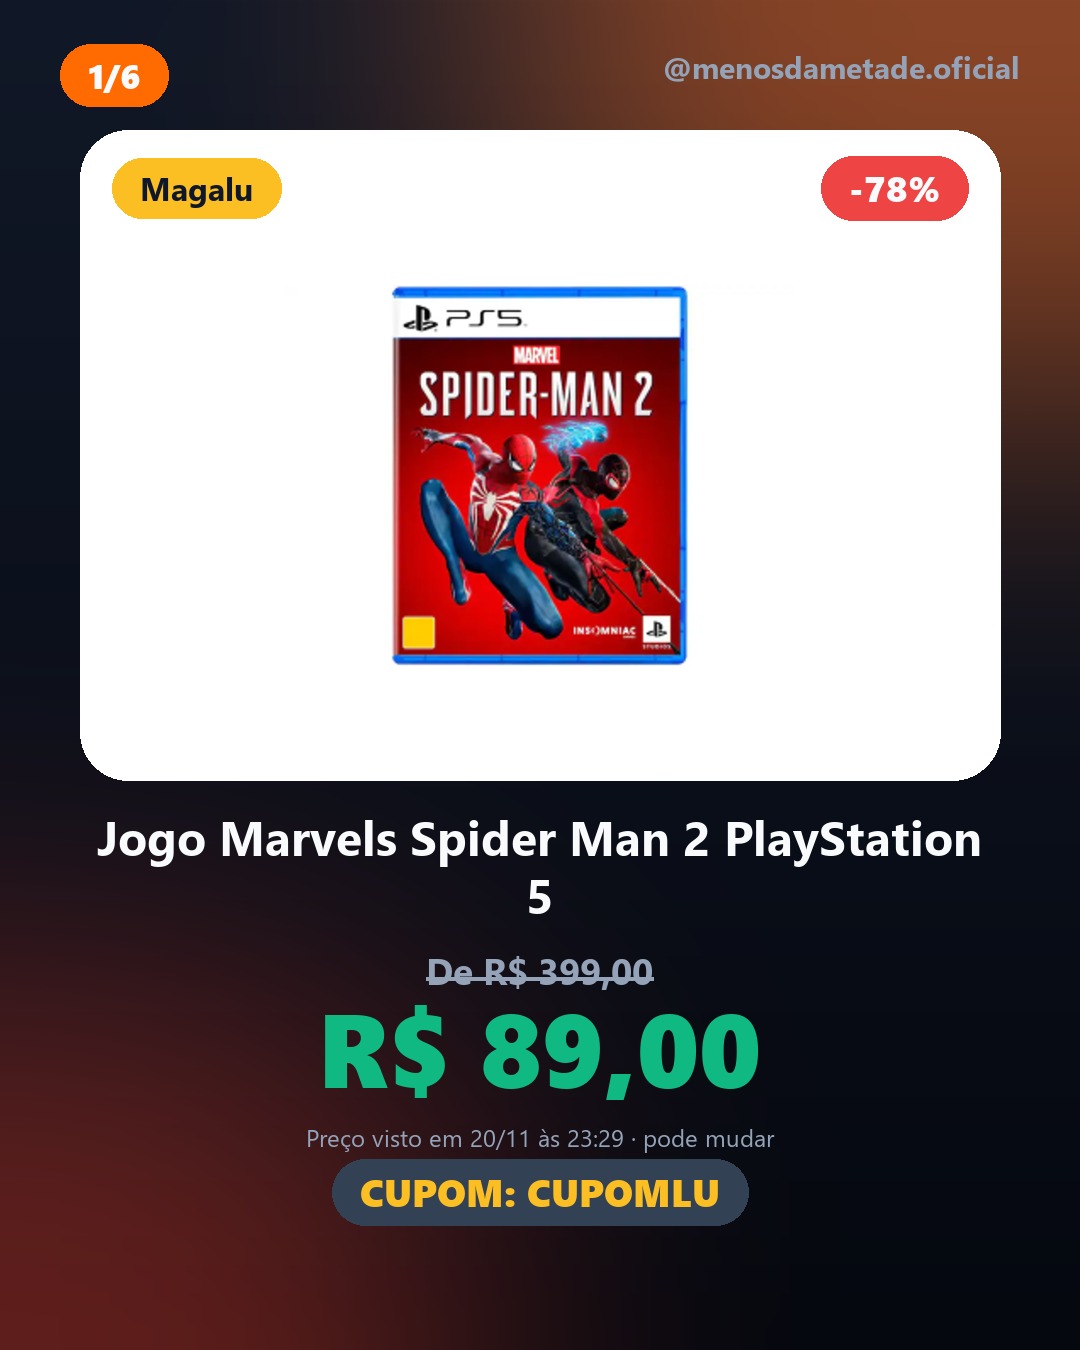 1/6
@menosdametade.oficial
Magalu
-78%
PS5
MARVEL
SPIDER-MAN 2
INSOMNIAC
STUDIOS
Jogo Marvels Spider Man 2 PlayStation
5
De R$ 399,00
R$ 89,00
Preço visto em 20/11 às 23:29 · pode mudar
CUPOM: CUPOMLU